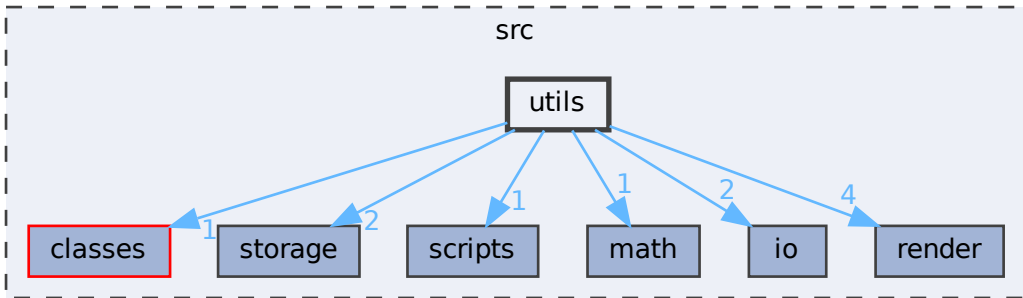 src
utils
1
2
1
1
2
4
classes
storage
scripts
math
io
render